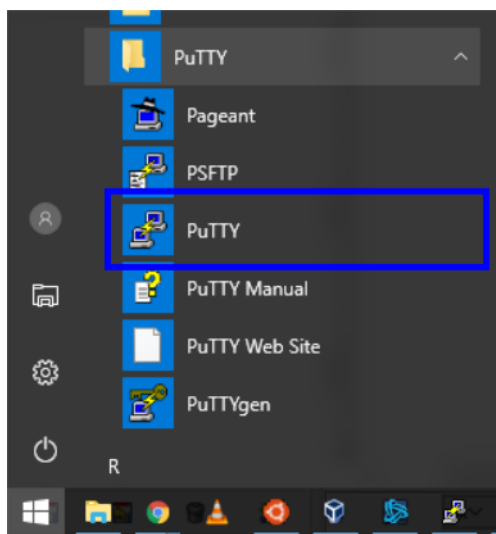 PuTTY
Pageant
PSFTP
PuTTY
PuTTY Manual
PuTTY Web Site
PuTTYgen
R